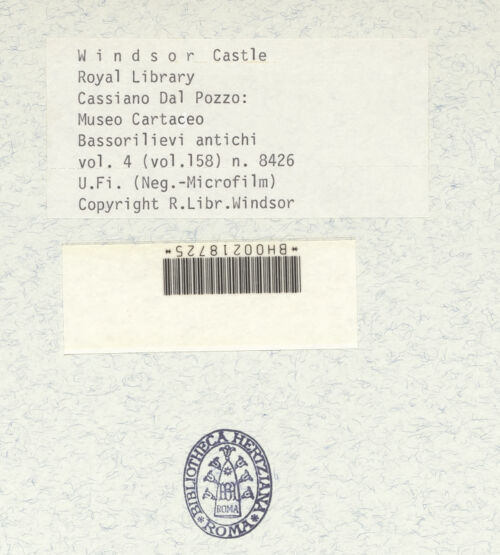 W i n d s o r Castle
Royal Library
Cassiano Dal Pozzo:
Museo Cartaceo
Bassorilievi antichi
vol. 4 (vol.158) n. 8426
U.Fi. (Neg.-Microfilm)
Copyright R.Libr.Windsor
*BH00218725*
BIBLIOTHECA HERTZIANA
*ROMA*
ROMA